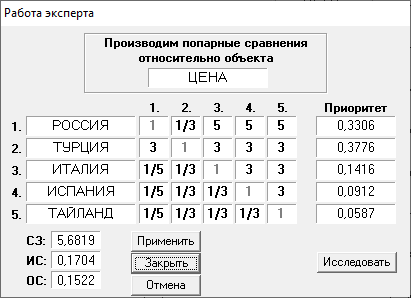 Работа эксперта
Производим попарные сравнения
относительно объекта
ЦЕНА
1. 2. 3. 4. 5. Приоритет
1. РОССИЯ 1 1/3 5 5 5 0,3306
2. ТУРЦИЯ 3 1 3 3 3 0,3776
3. ИТАЛИЯ 1/5 1/3 1 3 3 0,1416
4. ИСПАНИЯ 1/5 1/3 1/3 1 3 0,0912
5. ТАЙЛАНД 1/5 1/3 1/3 1/3 1 0,0587
СЗ: 5,6819 Применить
ИС: 0,1704 Закрыть Исследовать
ОС: 0,1522 Отмена